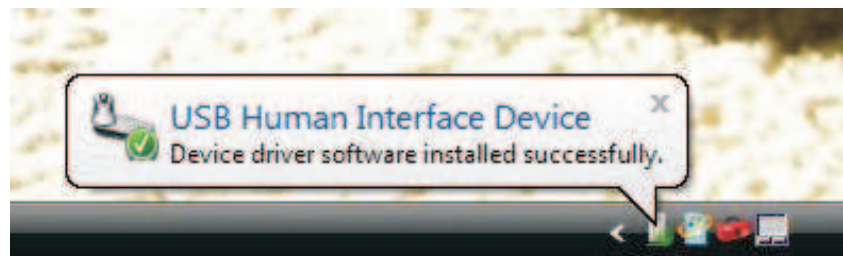 USB Human Interface Device
Device driver software installed successfully.